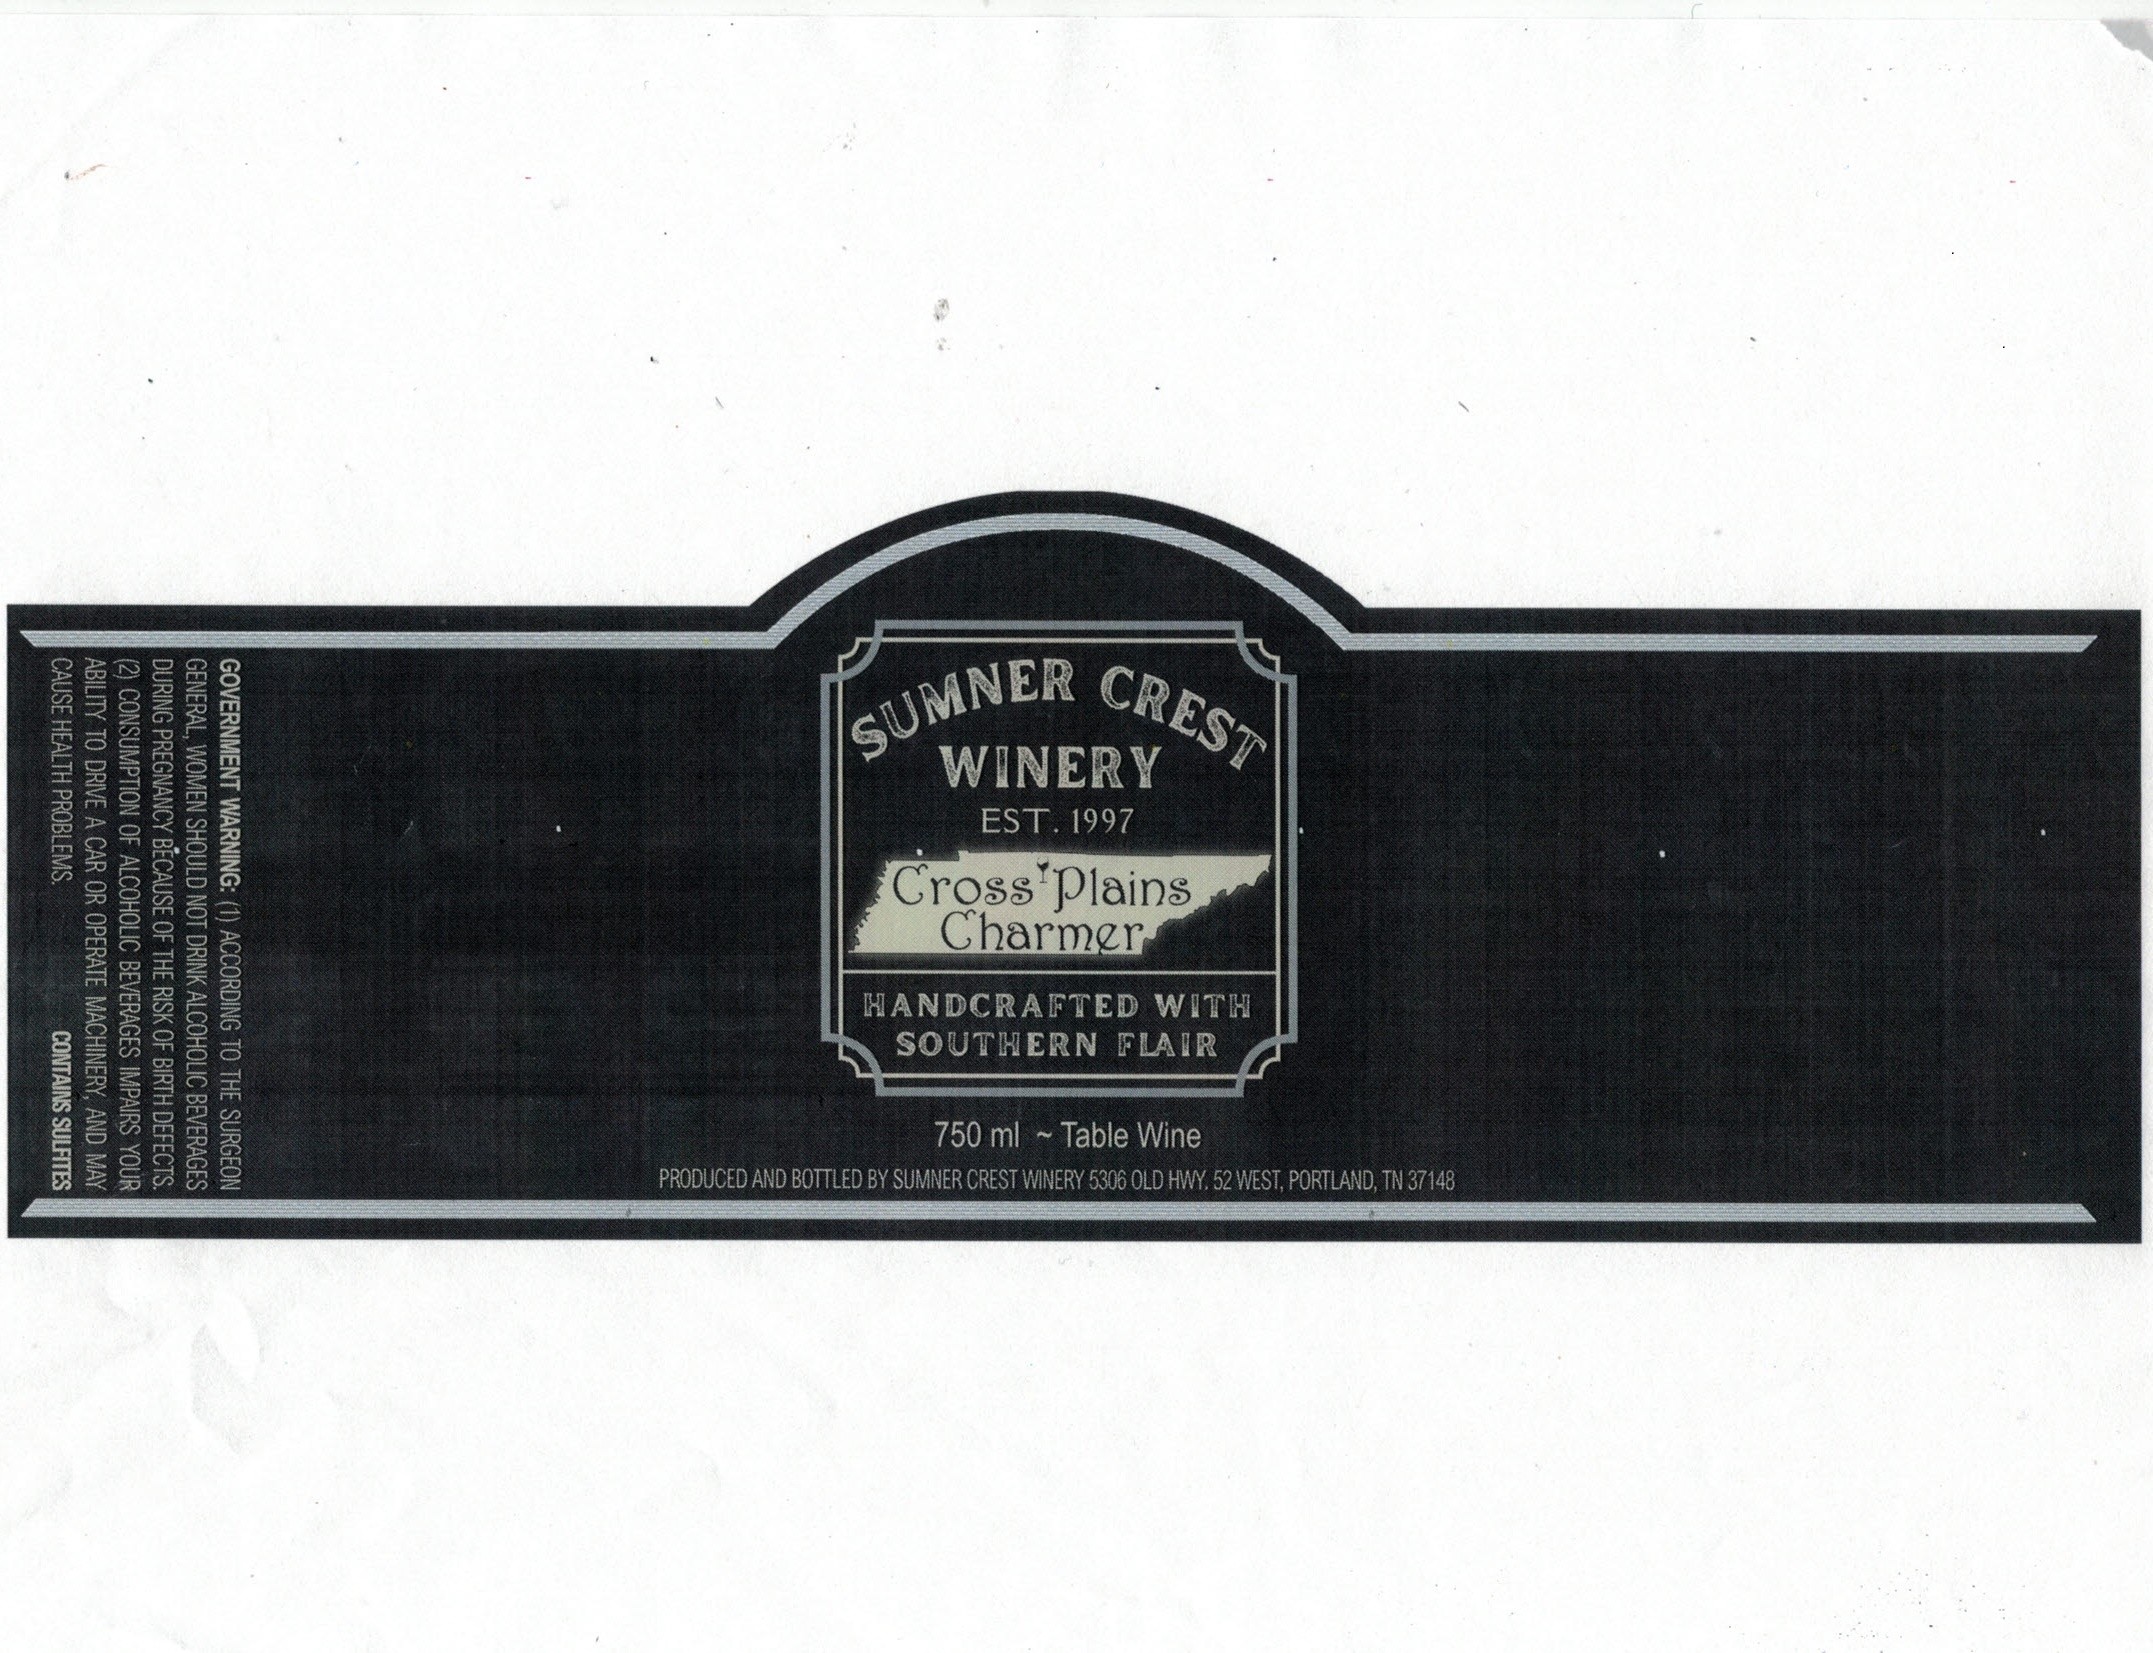 SUMNER CREST
WINERY
EST. 1997
Cross Plains
Charmer
HANDCRAFTED WITH
SOUTHERN FLAIR
750 ml ~ Table Wine
PRODUCED AND BOTTLED BY SUMNER CREST WINERY 5306 OLD HWY. 52 WEST, PORTLAND, TN 37148
GOVERNMENT WARNING: (1) ACCORDING TO THE SURGEON
GENERAL, WOMEN SHOULD NOT DRINK ALCOHOLIC BEVERAGES
DURING PREGNANCY BECAUSE OF THE RISK OF BIRTH DEFECTS.
(2) CONSUMPTION OF ALCOHOLIC BEVERAGES IMPAIRS YOUR
ABILITY TO DRIVE A CAR OR OPERATE MACHINERY, AND MAY
CAUSE HEALTH PROBLEMS. CONTAINS SULFITES